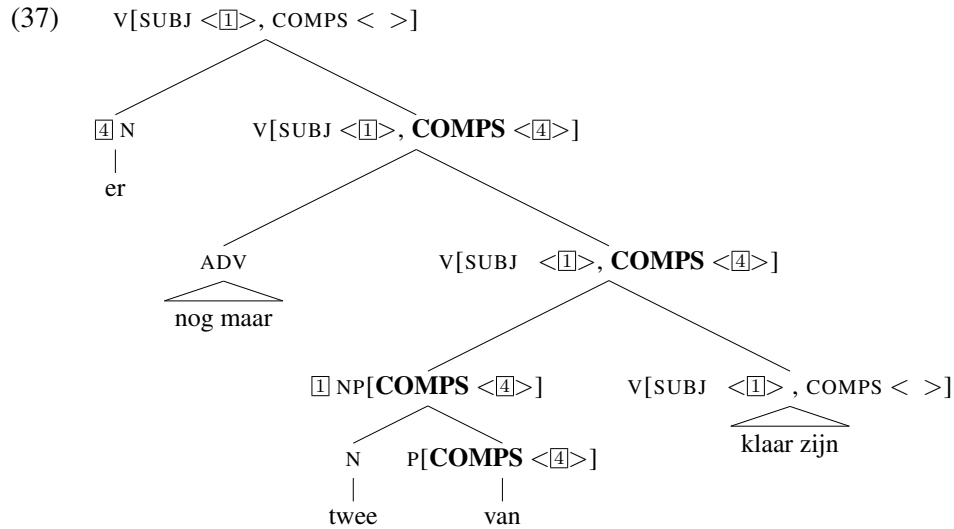 (37) V[SUBJ <1>, COMPS < >]
4 N V[SUBJ <1>, COMPS <4>]
er
ADV V[SUBJ <1>, COMPS <4>]
nog maar
1 NP[COMPS <4>] V[SUBJ <1> , COMPS < >]
klaar zijn
N P[COMPS <4>]
twee van